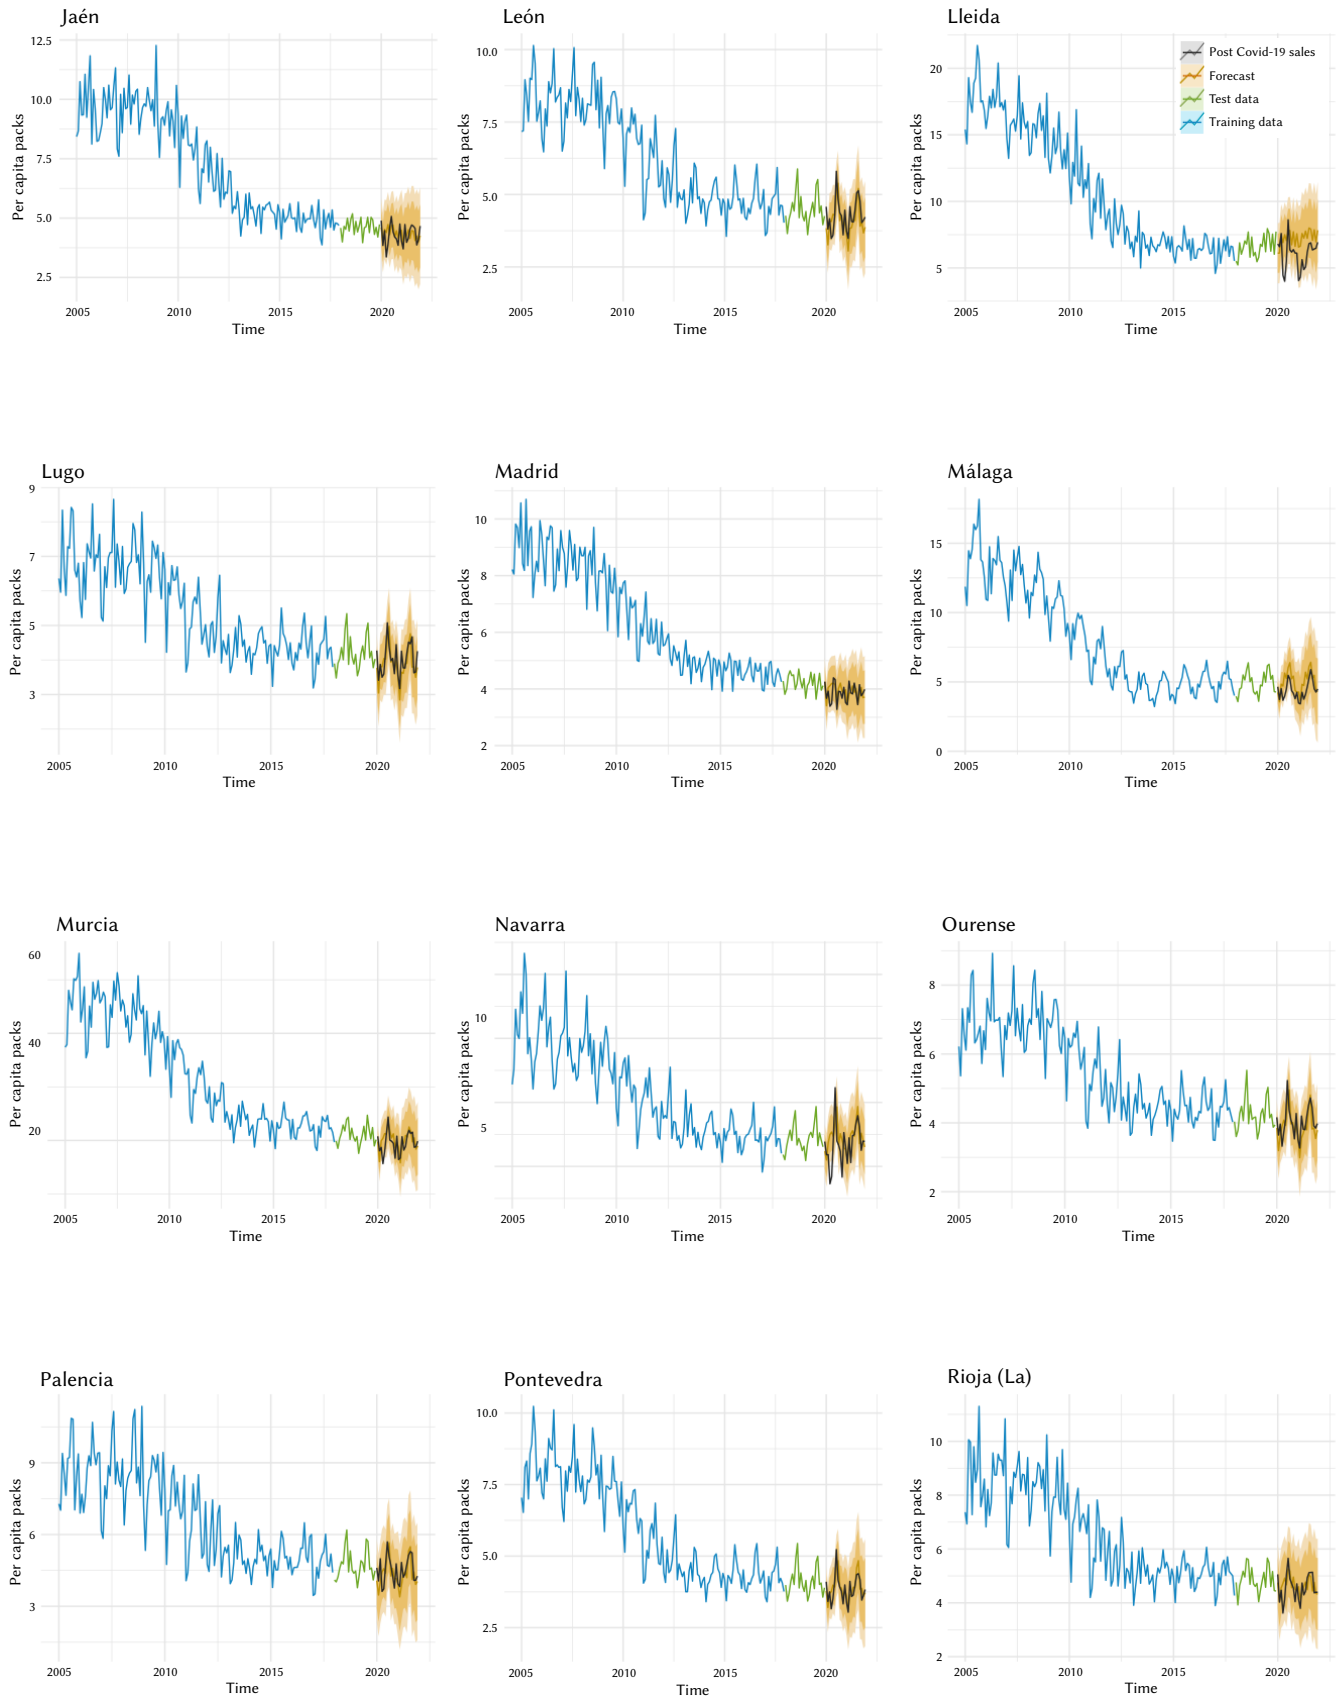 Jaén
León
Lleida
12.5
10.0
7.5
5.0
2.5
Per capita packs
2005
2010
2015
2020
Time
10.0
7.5
5.0
2.5
Per capita packs
2005
2010
2015
2020
Time
20
15
10
5
Per capita packs
2005
2010
2015
2020
Time
Post Covid-19 sales
Forecast
Test data
Training data
Lugo
Madrid
Málaga
9
7
5
3
Per capita packs
2005
2010
2015
2020
Time
10
8
6
4
2
Per capita packs
2005
2010
2015
2020
Time
15
10
5
0
Per capita packs
2005
2010
2015
2020
Time
Murcia
Navarra
Ourense
60
40
20
Per capita packs
2005
2010
2015
2020
Time
10
5
Per capita packs
2005
2010
2015
2020
Time
8
6
4
2
Per capita packs
2005
2010
2015
2020
Time
Palencia
Pontevedra
Rioja (La)
9
6
3
Per capita packs
2005
2010
2015
2020
Time
10.0
7.5
5.0
2.5
Per capita packs
2005
2010
2015
2020
Time
10
8
6
4
2
Per capita packs
2005
2010
2015
2020
Time